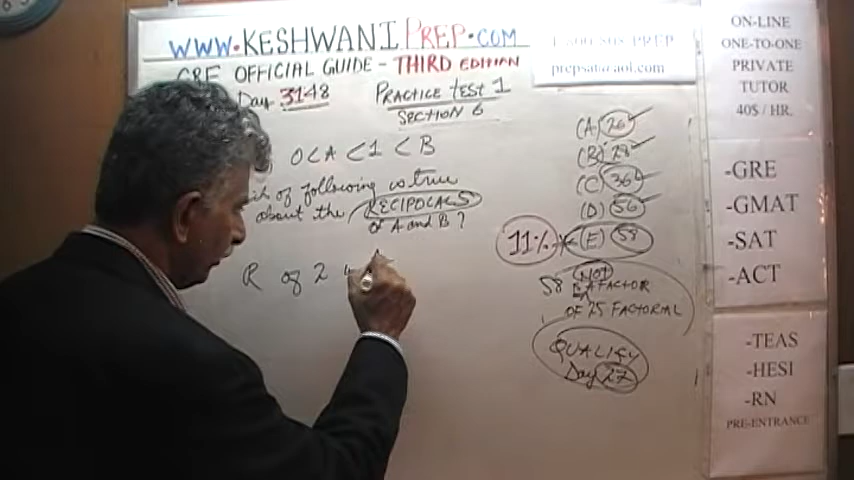 WWW.KESHWANIPREP.COM
GRE OFFICIAL GUIDE - THIRD EDITION
Day 3148
PRACTICE TEST 1
SECTION 6
prepsat@aol.com
0 < A < 1 < B
of following is true
about the RECIPOCALS
of A and B ?
R of 2
(A) 26
(B) 28
(C) 36
(D) 56
11% (E) 58
NOT
58 A FACTOR
OF 25 FACTORIAL
QUALIFY
Day 27
ON-LINE
ONE-TO-ONE
PRIVATE
TUTOR
40$ / HR.
-GRE
-GMAT
-SAT
-ACT
-TEAS
-HESI
-RN
PRE-ENTRANCE